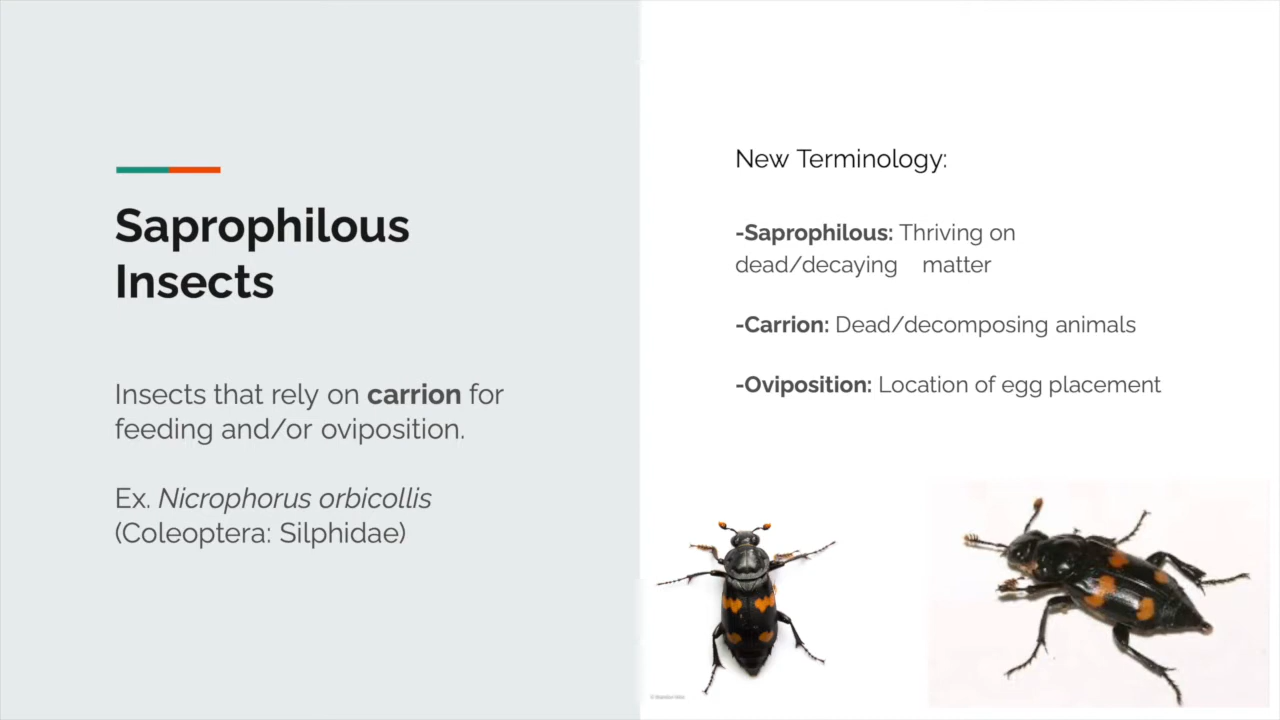 Saprophilous
Insects
Insects that rely on carrion for
feeding and/or oviposition.
Ex. Nicrophorus orbicollis
(Coleoptera: Silphidae)
New Terminology:
-Saprophilous: Thriving on
dead/decaying matter
-Carrion: Dead/decomposing animals
-Oviposition: Location of egg placement